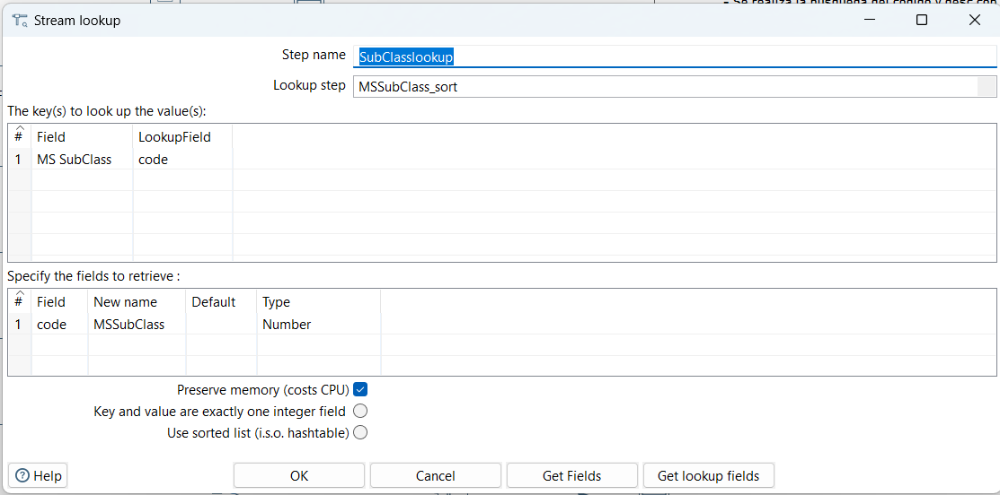 - Se realiza la búsqueda del código y desc con
Stream lookup
Step name SubClasslookup
Lookup step MSSubClass_sort
The key(s) to look up the value(s):
# Field LookupField
1 MS SubClass code
Specify the fields to retrieve :
# Field New name Default Type
1 code MSSubClass Number
Preserve memory (costs CPU)
Key and value are exactly one integer field
Use sorted list (i.s.o. hashtable)
Help OK Cancel Get Fields Get lookup fields